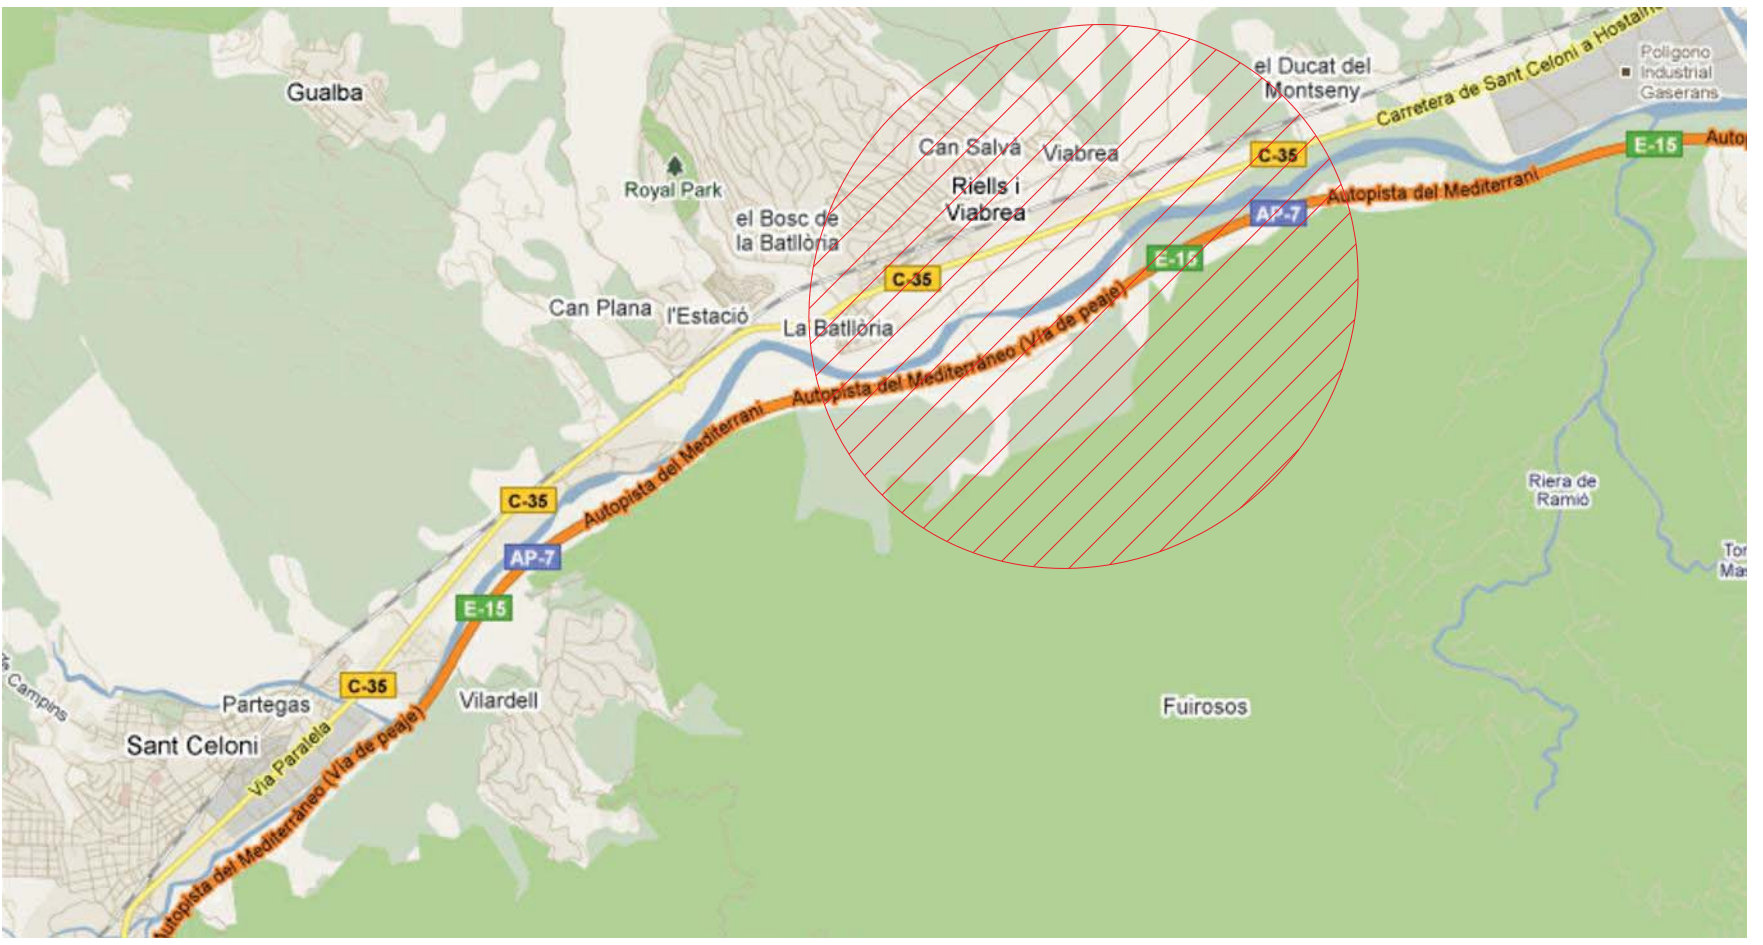 Carretera de Sant Celoni a Hostalric
el Ducat del
Montseny
Polígono
Industrial
Gaserans
Gualba
E-15
Can Salvá
Viabrea
C-35
Royal Park
Riells i
Viabrea
Autopista del Mediterrani
AP-7
el Bosc de
la Batllòria
E-15
C-35
Can Plana
l'Estació
La Batllòria
Autopista del Mediterráneo (Vía de peaje)
Autopista del Mediterrani
C-35
Riera de
Ramió
AP-7
E-15
C-35
Campins
Partegas
Vilardell
Fuirosos
Sant Celoni
Via Paralela
Autopista del Mediterráneo (Vía de peaje)